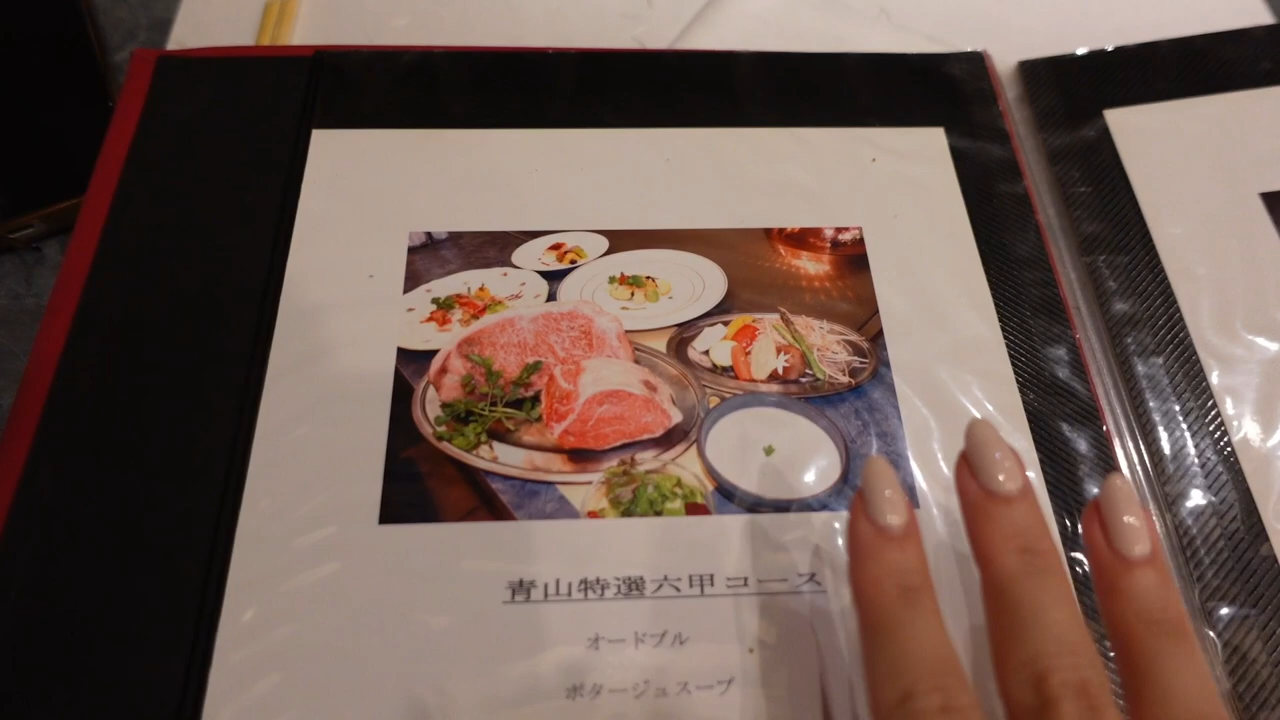 青山特選六甲コース
オードブル
ポタージュスープ